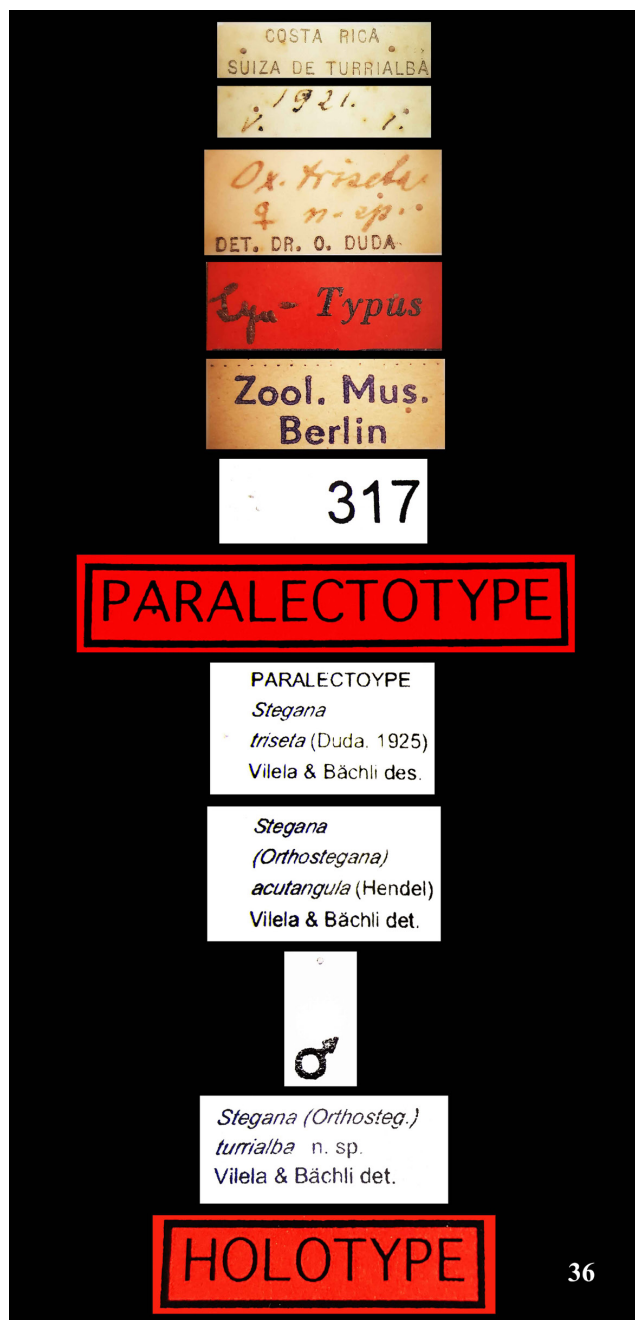 COSTA RICA
SUIZA DE TURRIALBA
1921.
Ox. triseta
♀ n. sp.
DET. DR. O. DUDA
Typus
Zool. Mus.
Berlin
317
PARALECTOTYPE
PARALECTOYPE
Stegana
triseta (Duda. 1925)
Vilela & Bächli des.
Stegana
(Orthostegana)
acutangula (Hendel)
Vilela & Bächli det.
♂
Stegana (Orthosteg.)
turrialba n. sp.
Vilela & Bächli det.
HOLOTYPE
36